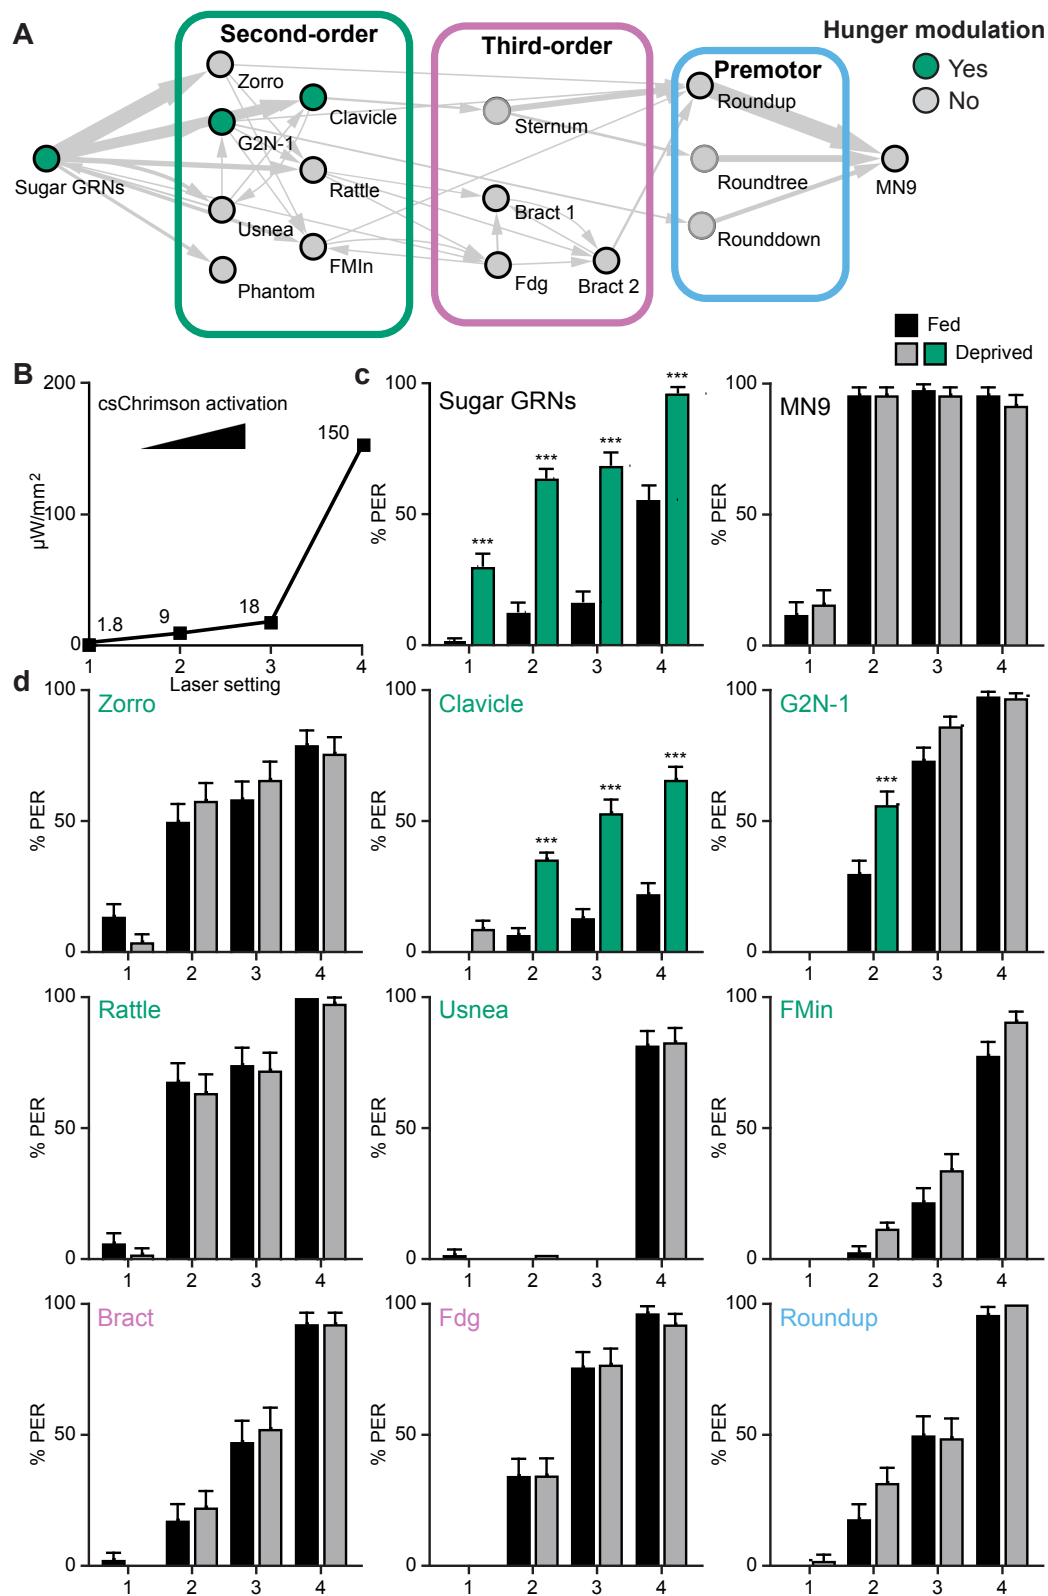 A
Second-order
Third-order
Premotor
Hunger modulation
Yes
No
Zorro
Clavicle
G2N-1
Sternum
Roundup
Sugar GRNs
Rattle
Roundtree
MN9
Usnea
Bract 1
Rounddown
FMIn
Phantom
Fdg
Bract 2
Fed
Deprived
B
200
csChrimson activation
150
µW/mm2
100
1.8
9
18
0
1 2 3 4
Laser setting
c
100
Sugar GRNs
***
***
***
***
% PER
50
0
1 2 3 4
100
MN9
% PER
50
0
1 2 3 4
d
100
Zorro
% PER
50
0
1 2 3 4
100
Clavicle
***
***
***
% PER
50
0
1 2 3 4
100
G2N-1
***
% PER
50
0
1 2 3 4
100
Rattle
% PER
50
0
1 2 3 4
100
Usnea
% PER
50
0
1 2 3 4
100
FMin
% PER
50
0
1 2 3 4
100
Bract
% PER
50
0
1 2 3 4
100
Fdg
% PER
50
0
1 2 3 4
100
Roundup
% PER
50
0
1 2 3 4